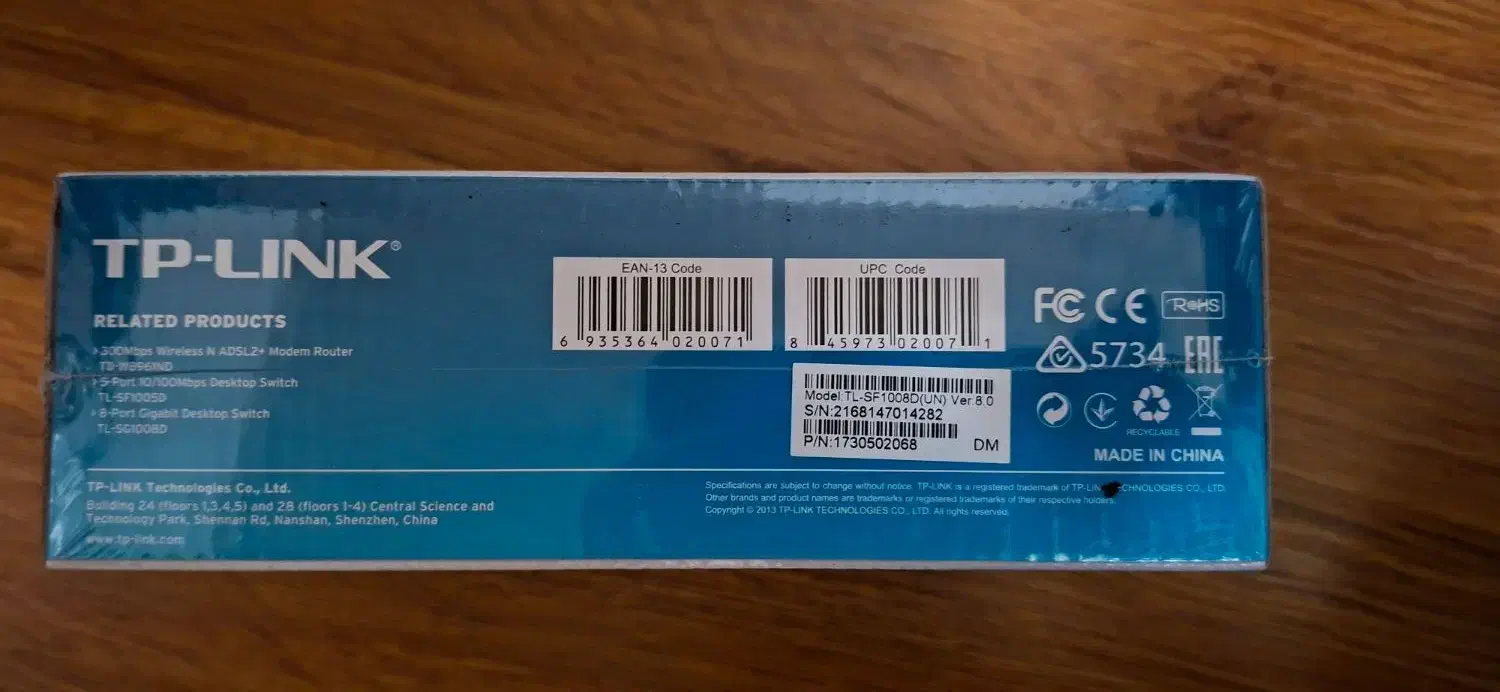 TP-LINK®
RELATED PRODUCTS
300Mbps Wireless N ADSL2+ Modem Router
TD-W8961ND
5-Port 10/100Mbps Desktop Switch
TL-SF1005D
8-Port Gigabit Desktop Switch
TL-SG1008D
EAN-13 Code
6 935364 020071
UPC Code
8 45973 02007 1
Model:TL-SF1008D(UN) Ver:8.0
S/N:2168147014282
P/N:1730502068 DM
FC CE RoHS
5734 EAC
RECYCLABLE
MADE IN CHINA
TP-LINK Technologies Co., Ltd.
Building 24 (floors 1,3,4,5) and 28 (floors 1-4) Central Science and
Technology Park, Shennan Rd, Nanshan, Shenzhen, China
www.tp-link.com
Specifications are subject to change without notice. TP-LINK is a registered trademark of TP-LIN CHNOLOGIES CO., LTD.
Other brands and product names are trademarks or registered trademarks of their respective holders.
Copyright © 2013 TP-LINK TECHNOLOGIES CO., LTD. All rights reserved.